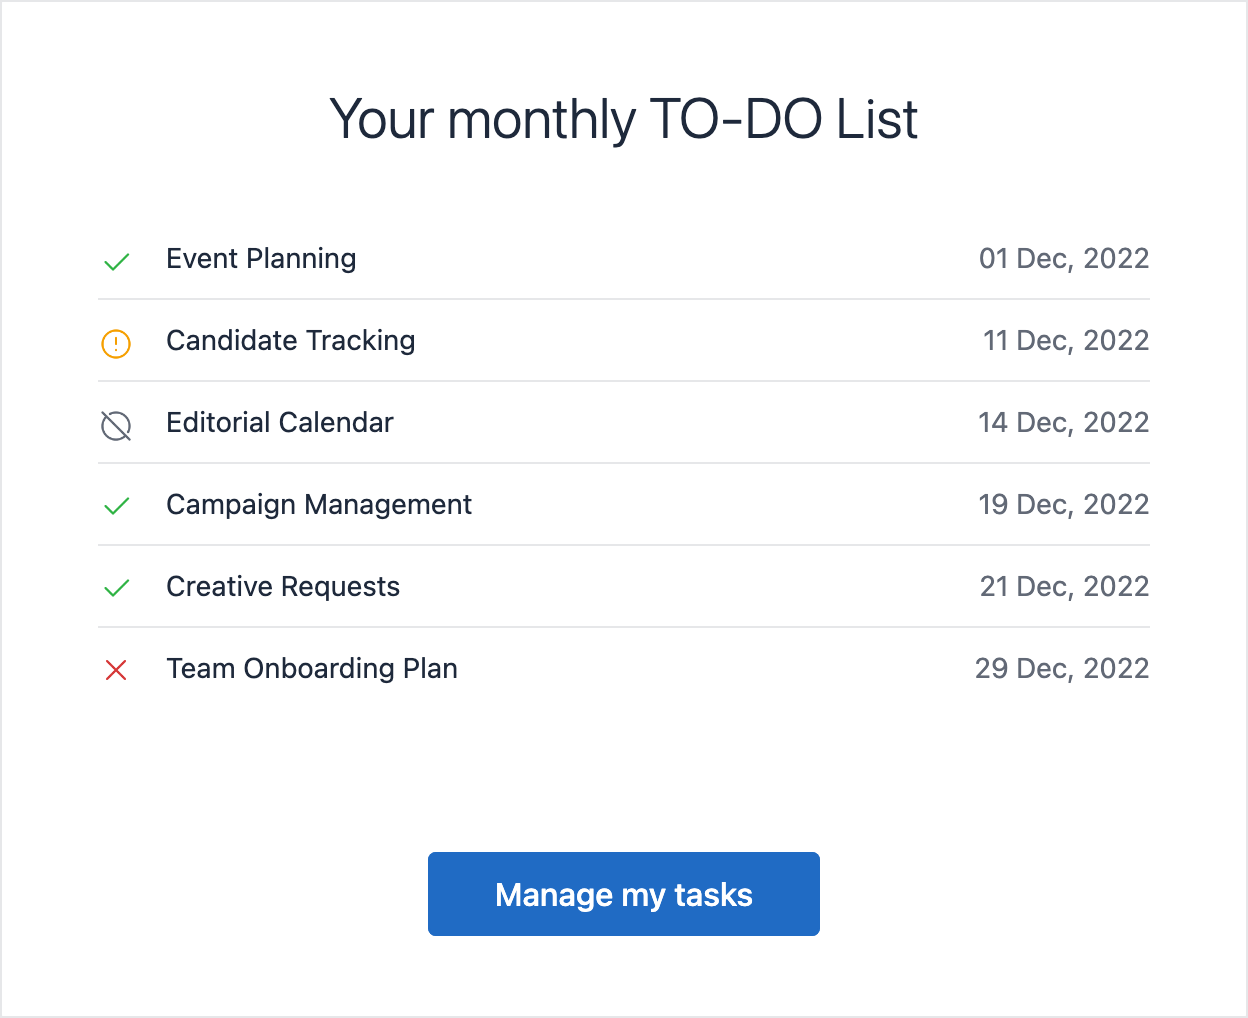 Your monthly TO-DO List
Event Planning 01 Dec, 2022
Candidate Tracking 11 Dec, 2022
Editorial Calendar 14 Dec, 2022
Campaign Management 19 Dec, 2022
Creative Requests 21 Dec, 2022
Team Onboarding Plan 29 Dec, 2022
Manage my tasks